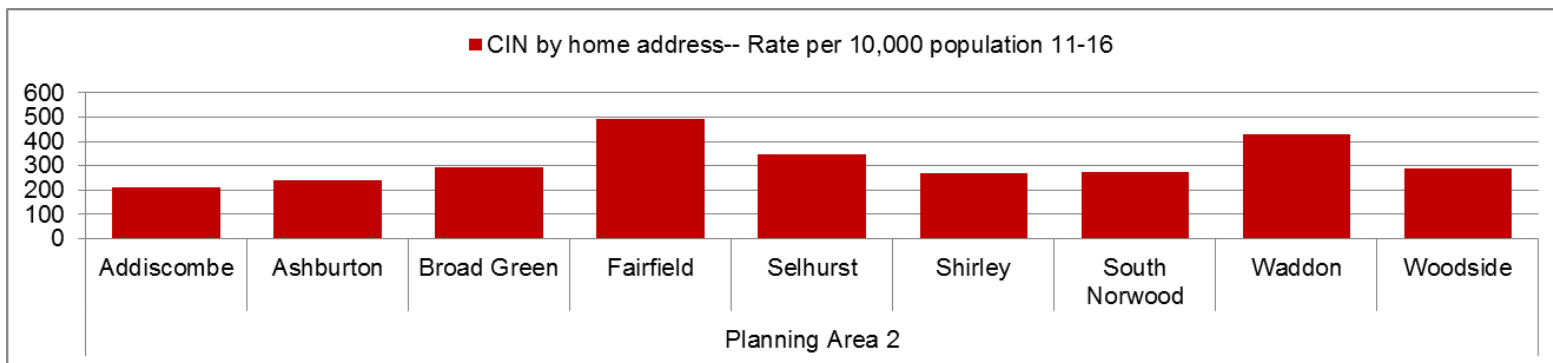 CIN by home address-- Rate per 10,000 population 11-16
600
500
400
300
200
100
0
Addiscombe
Ashburton
Broad Green
Fairfield
Selhurst
Shirley
South
Norwood
Waddon
Woodside
Planning Area 2